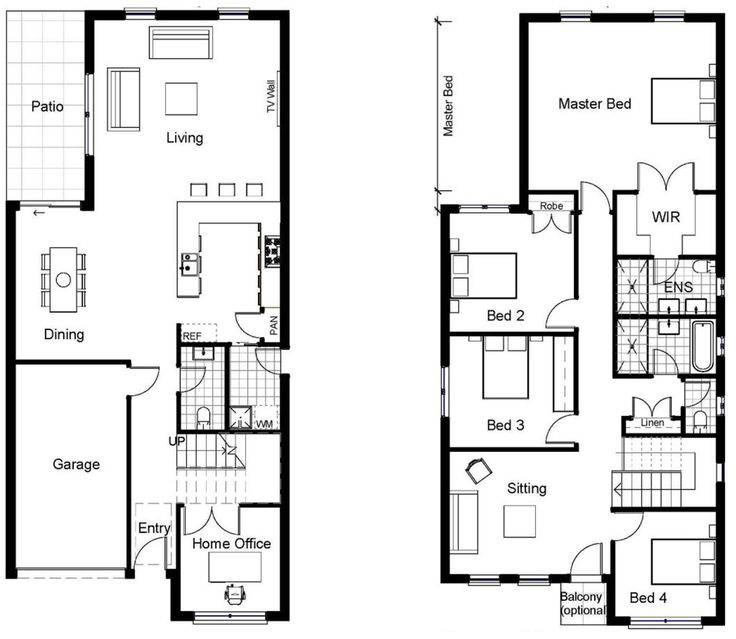 Patio
Living
TV Wall
Dining
REF
PAN
UP
WM
Garage
Entry
Home Office
Master Bed
Master Bed
Robe
WIR
Bed 2
ENS
Bed 3
Linen
Sitting
Balcony
(optional)
Bed 4